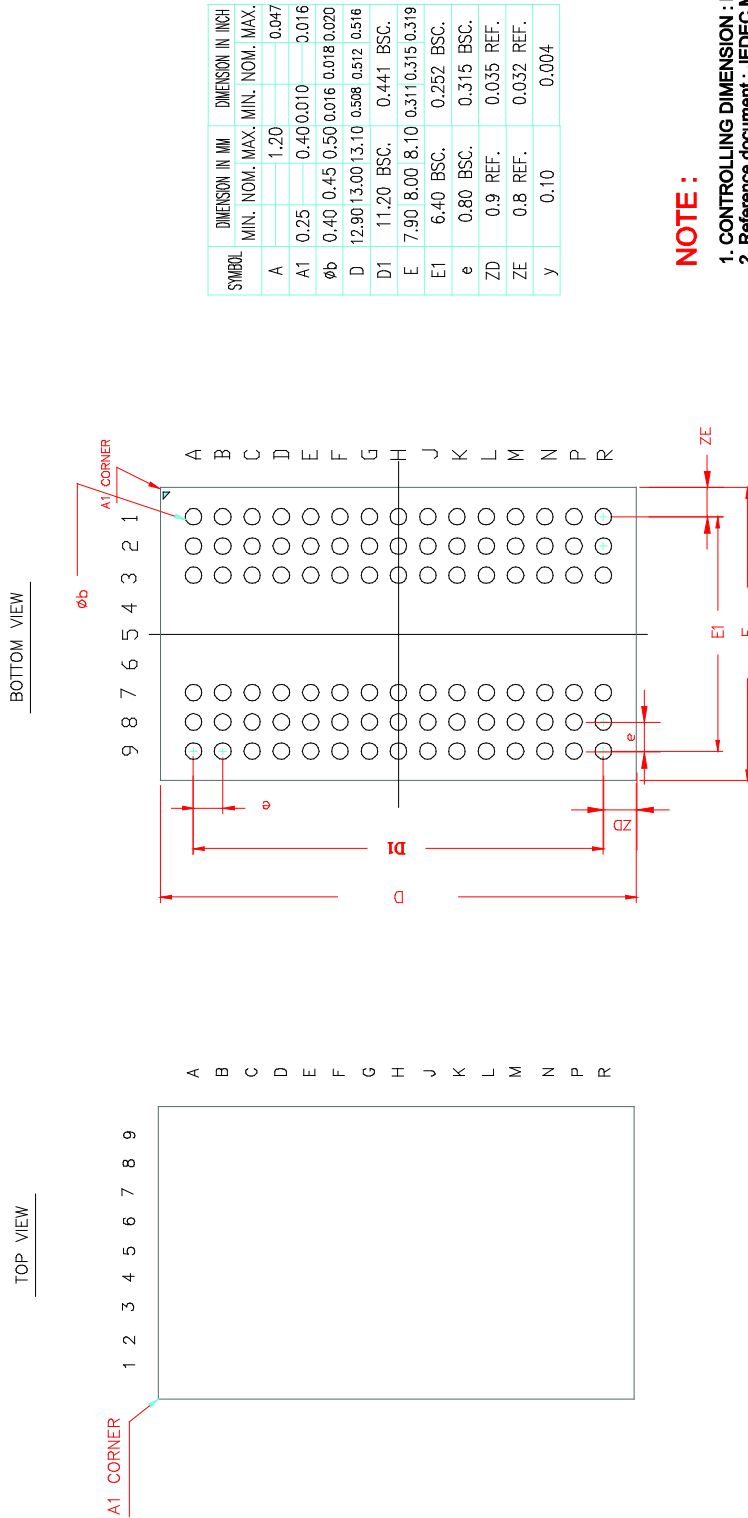 TOP VIEW
A1 CORNER
1 2 3 4 5 6 7 8 9
A
B
C
D
E
F
G
H
J
K
L
M
N
P
R
BOTTOM VIEW
A1 CORNER
Øb
9 8 7 6 5 4 3 2 1
A
B
C
D
E
F
G
H
J
K
L
M
N
P
R
e
D1
D
ZD
e
E1
ZE
SYMBOL DIMENSION IN MM DIMENSION IN INCH
MIN. NOM. MAX. MIN. NOM. MAX.
A 1.20 0.047
A1 0.25 0.40 0.010 0.016
Øb 0.40 0.45 0.50 0.016 0.018 0.020
D 12.90 13.00 13.10 0.508 0.512 0.516
D1 11.20 BSC. 0.441 BSC.
E 7.90 8.00 8.10 0.311 0.315 0.319
E1 6.40 BSC. 0.252 BSC.
e 0.80 BSC. 0.315 BSC.
ZD 0.9 REF. 0.035 REF.
ZE 0.8 REF. 0.032 REF.
y 0.10 0.004
NOTE :
1. CONTROLLING DIMENSION :
2. Reference document : JEDEC